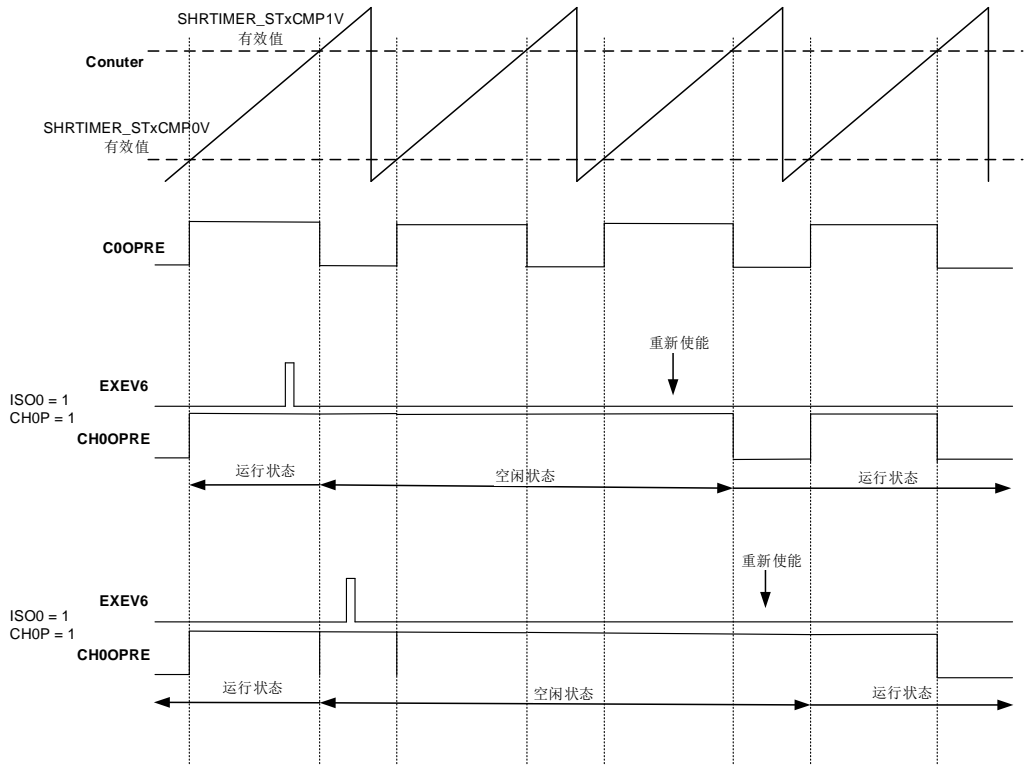 SHRTIMER_STxCMP1V
有效值
Conuter
SHRTIMER_STxCMP0V
有效值
C0OPRE
重新使能
EXEV6
ISO0 = 1
CH0P = 1
CH0OPRE
运行状态
空闲状态
运行状态
重新使能
EXEV6
ISO0 = 1
CH0P = 1
CH0OPRE
运行状态
空闲状态
运行状态